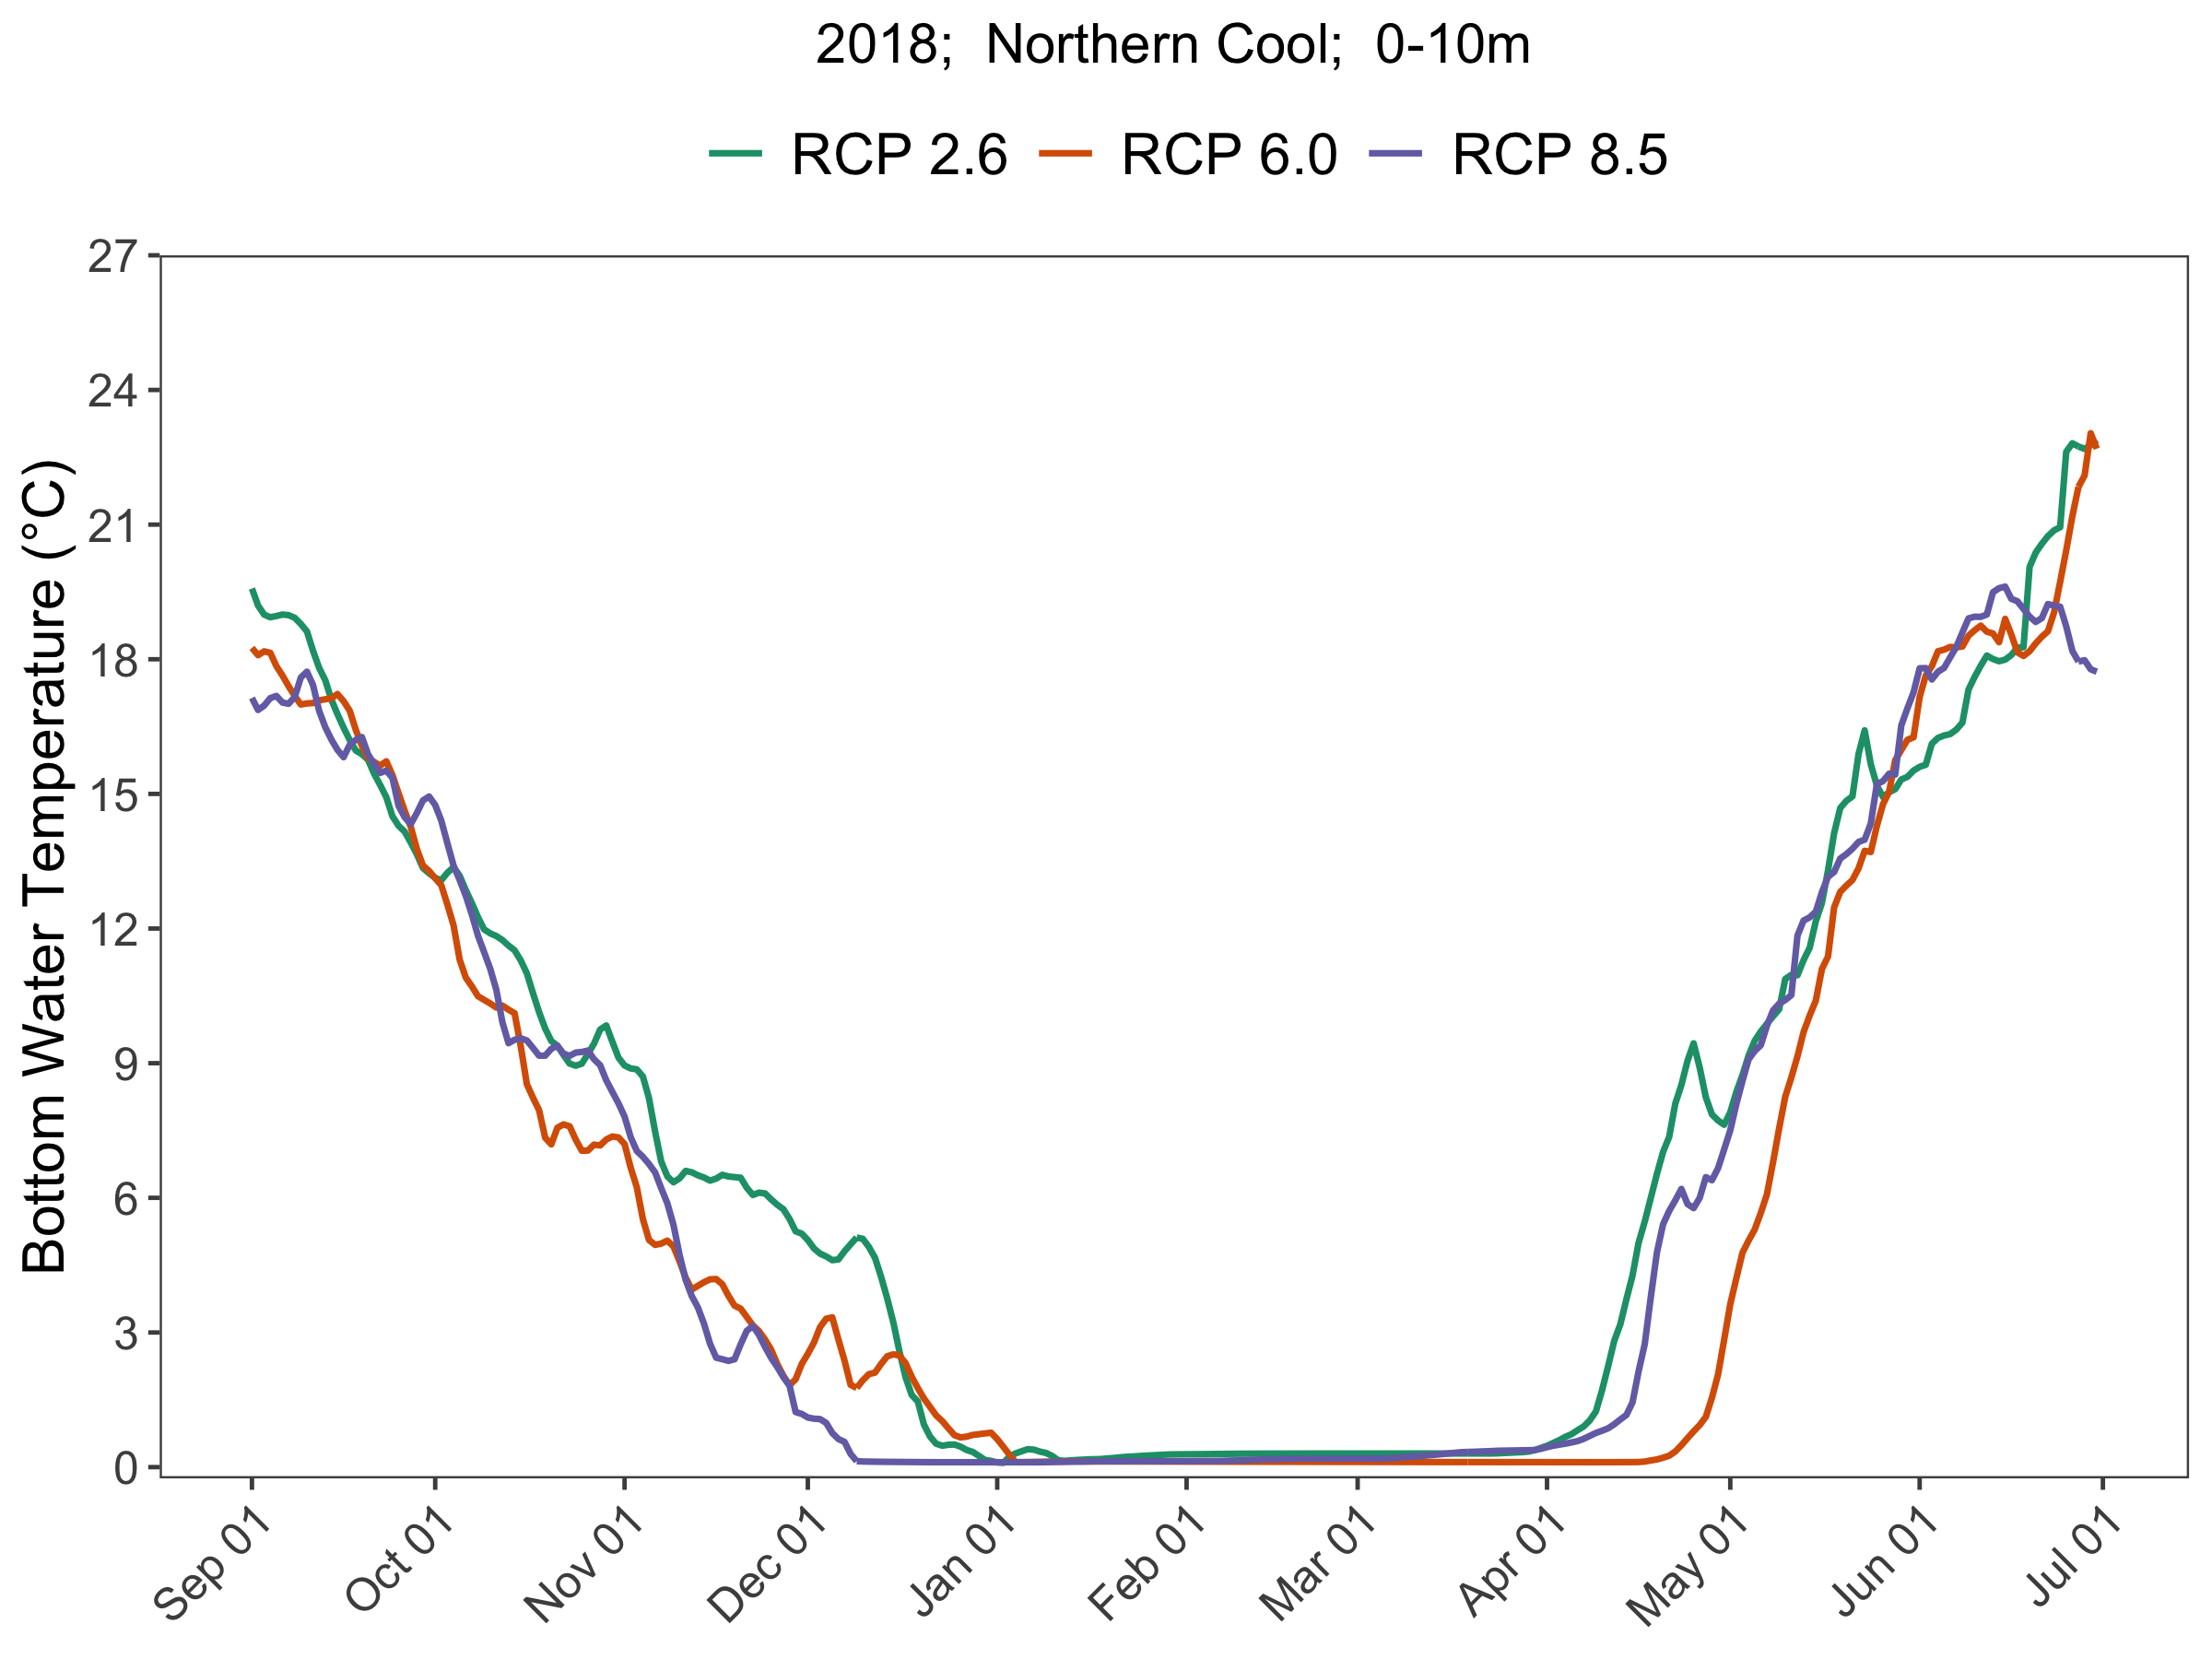 2018;  Northern Cool;  0-10m
RCP 2.6 RCP 6.0 RCP 8.5
Bottom Water Temperature (°C)
27
24
21
18
15
12
9
6
3
0
Sep 01 Oct 01 Nov 01 Dec 01 Jan 01 Feb 01 Mar 01 Apr 01 May 01 Jun 01 Jul 01